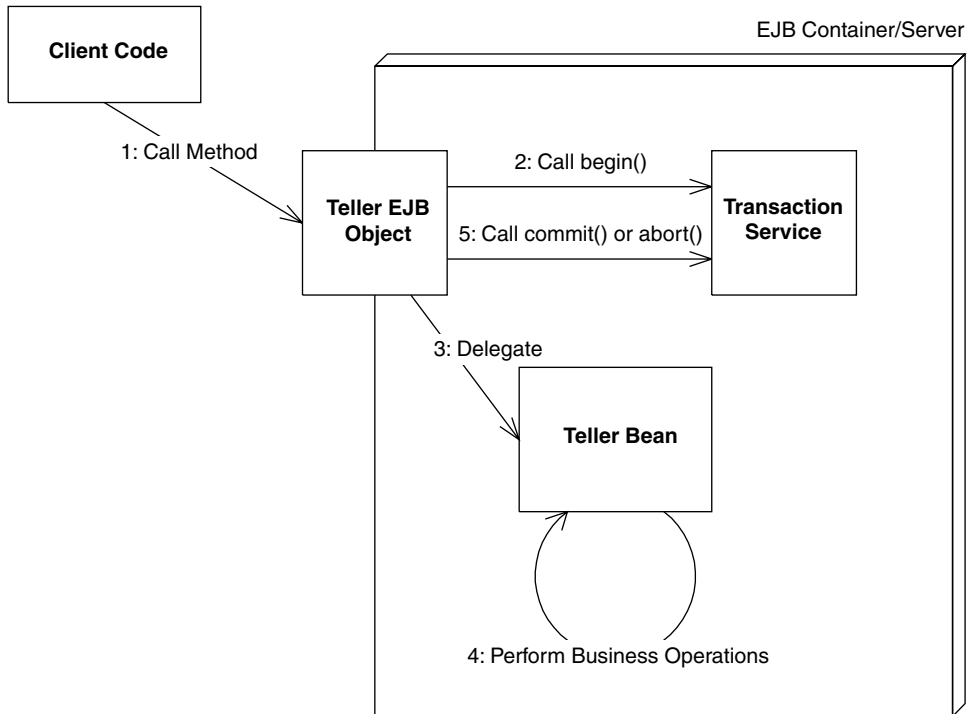 EJB Container/Server
Client Code
1: Call Method
2: Call begin()
Teller EJB
Object
Transaction
Service
5: Call commit() or abort()
3: Delegate
Teller Bean
4: Perform Business Operations